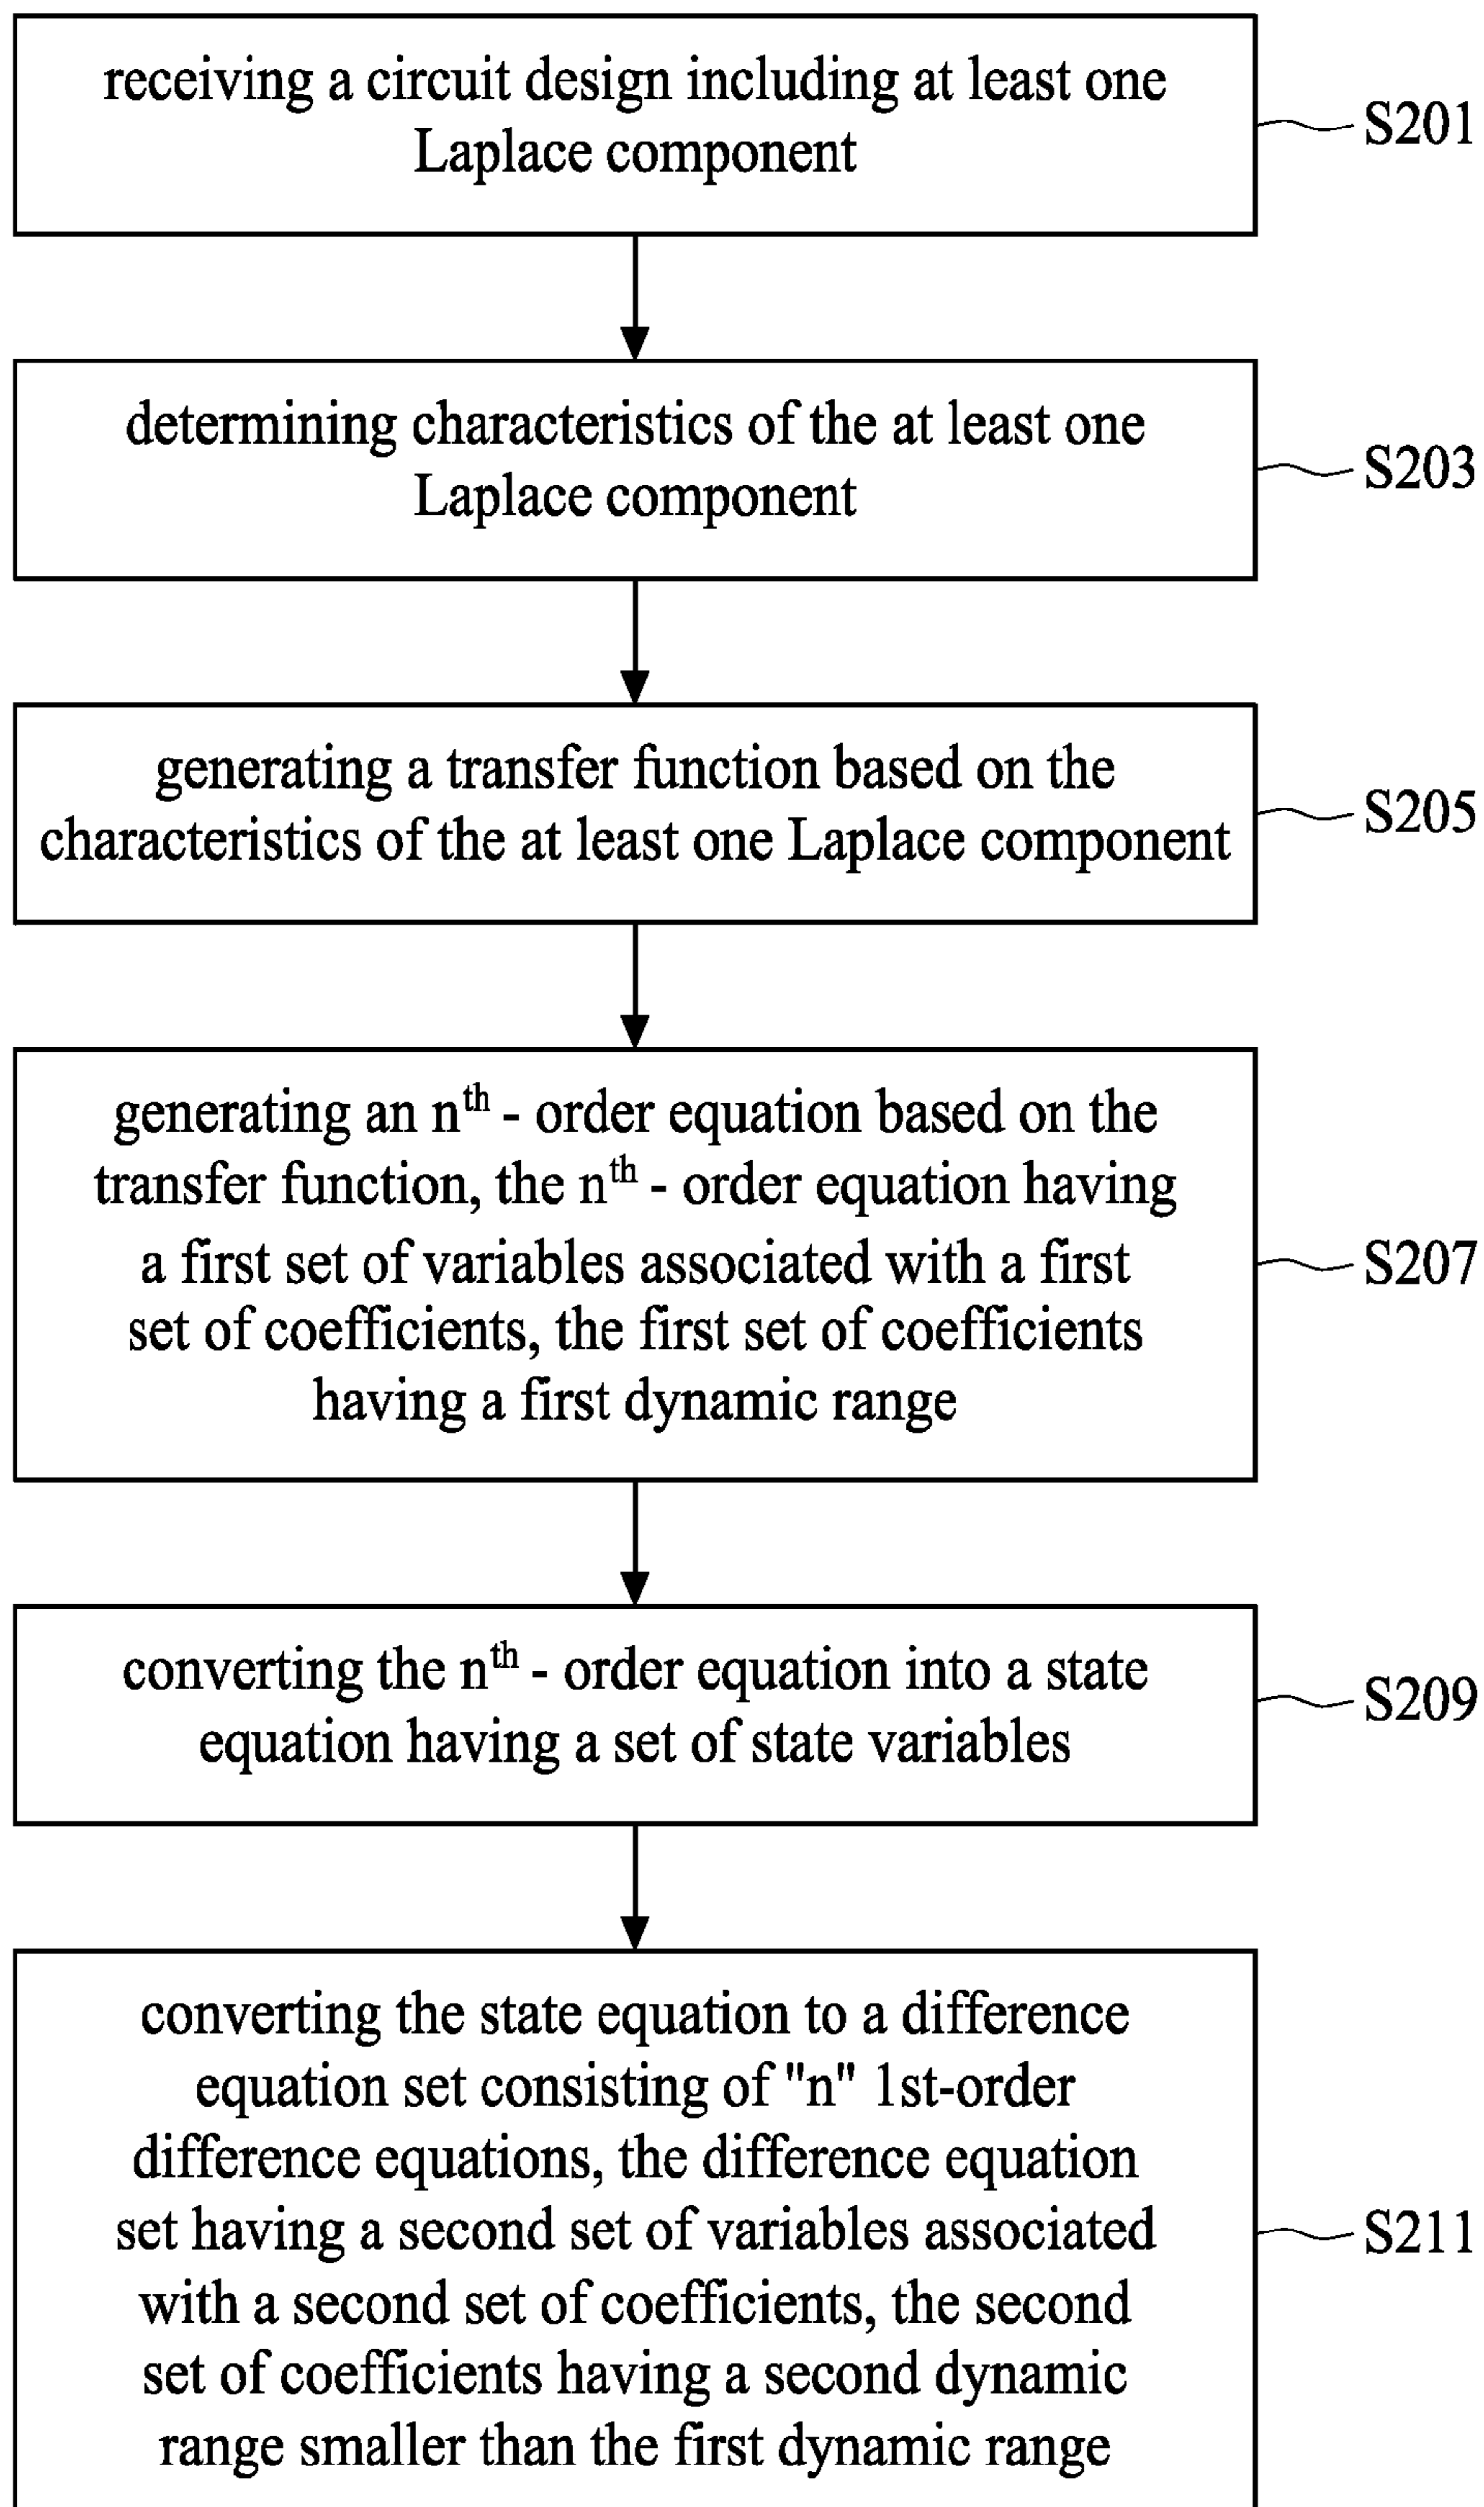 receiving a circuit design including at least one
Laplace component
S201
determining characteristics of the at least one
Laplace component
S203
generating a transfer function based on the
characteristics of the at least one Laplace component
S205
generating an nth - order equation based on the
transfer function, the nth - order equation having
a first set of variables associated with a first
set of coefficients, the first set of coefficients
having a first dynamic range
S207
converting the nth - order equation into a state
equation having a set of state variables
S209
converting the state equation to a difference
equation set consisting of "n" 1st-order
difference equations, the difference equation
set having a second set of variables associated
with a second set of coefficients, the second
set of coefficients having a second dynamic
range smaller than the first dynamic range
S211